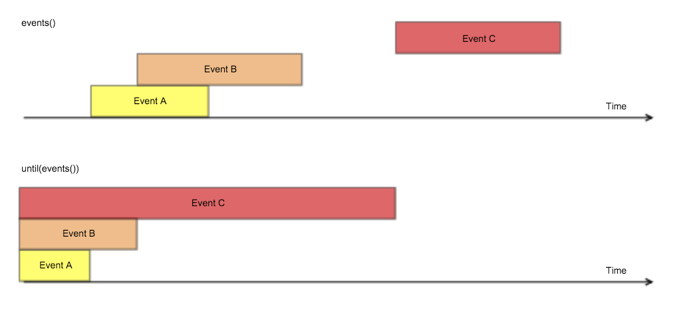 events()
Event C
Event B
Event A
Time
until(events())
Event C
Event B
Event A
Time